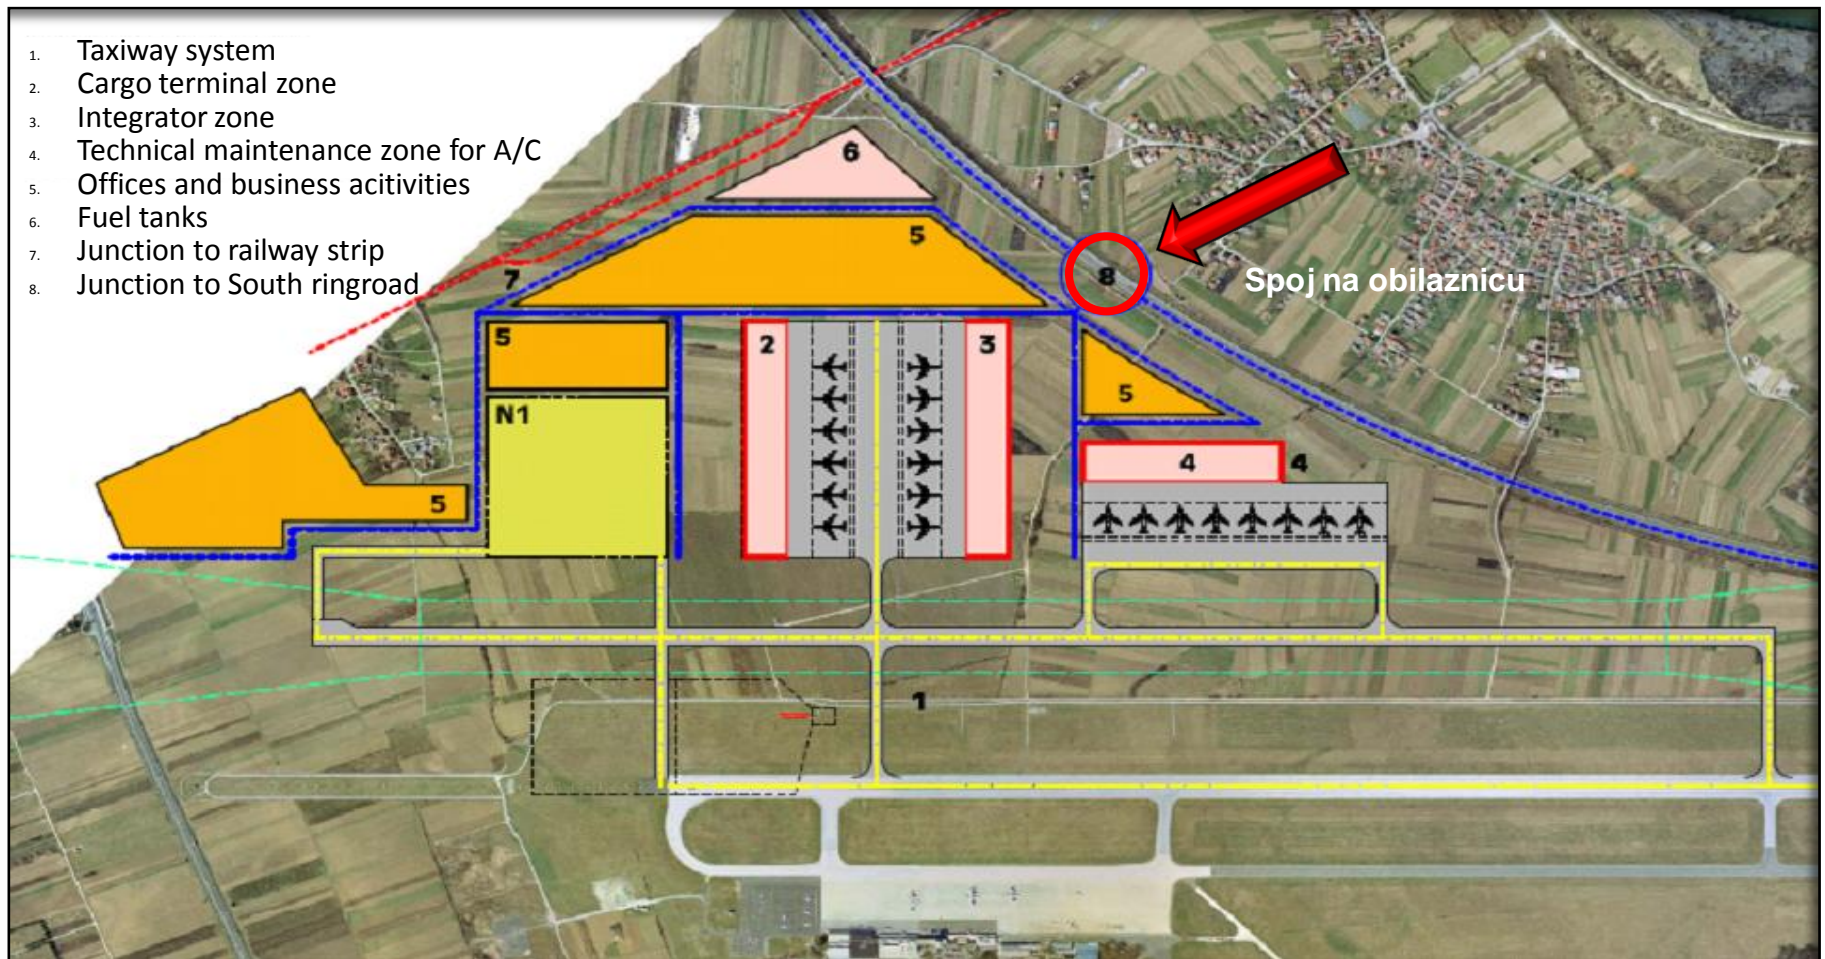 1. Taxiway system
2. Cargo terminal zone
3. Integrator zone
4. Technical maintenance zone for A/C
5. Offices and business acitivities
6. Fuel tanks
7. Junction to railway strip
8. Junction to South ringroad
6
5
7
8
Spoj na obilaznicu
5
2
3
5
N1
4
4
5
1